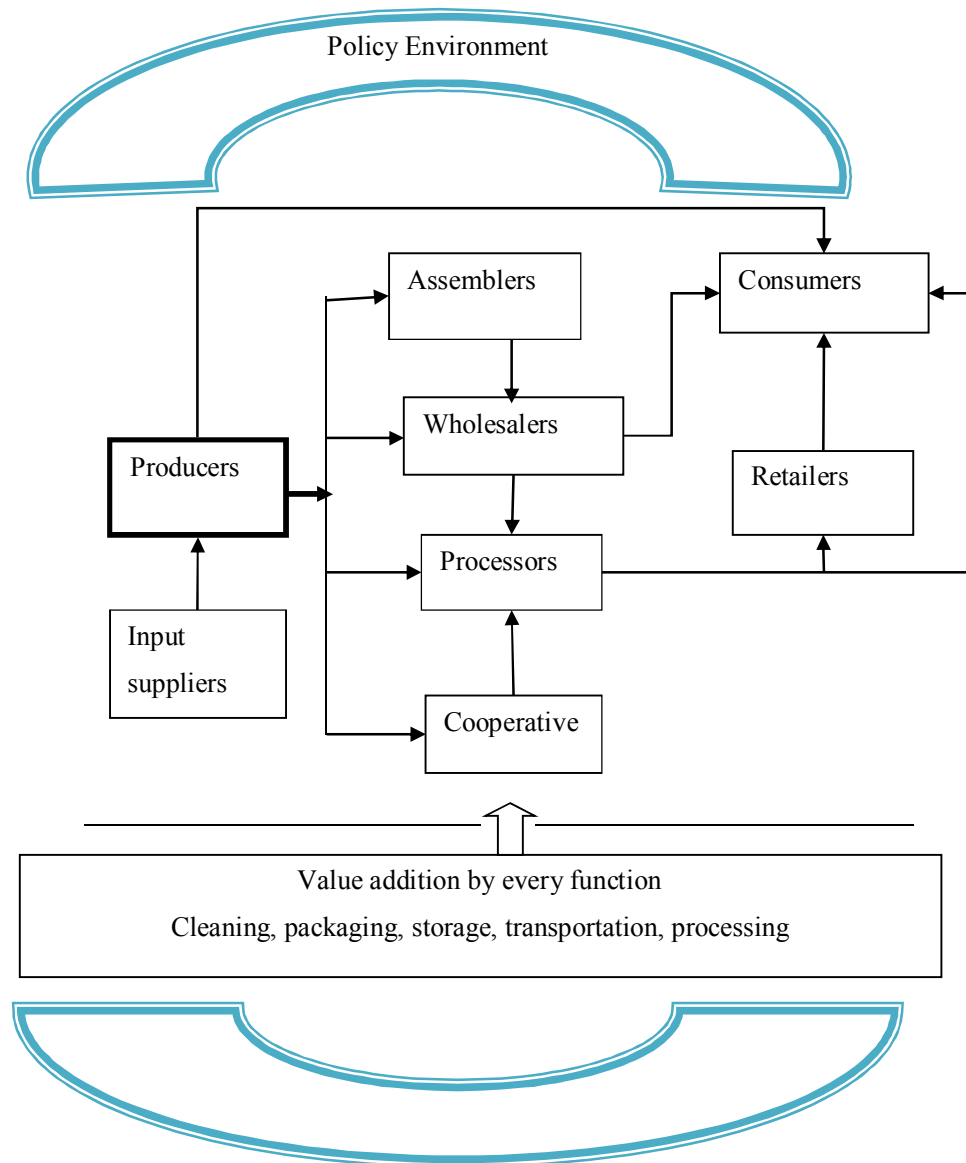 Policy Environment
Assemblers
Consumers
Wholesalers
Producers
Retailers
Processors
Input
suppliers
Cooperative
Value addition by every function
Cleaning, packaging, storage, transportation, processing